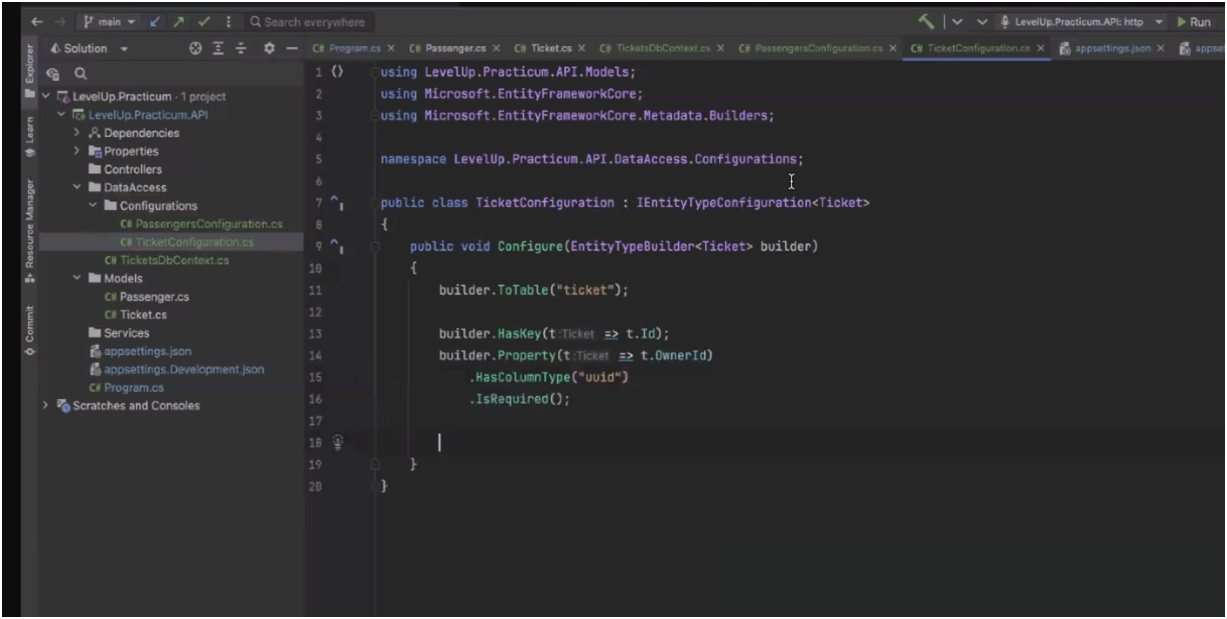 main
Search everywhere
LevelUp.Practicum.API: http
Run
Explorer
Learn
Resource Manager
Commit
Solution
Program.cs
Passenger.cs
Ticket.cs
TicketsDbContext.cs
PassengersConfiguration.cs
TicketConfiguration.cs
appsettings.json
appse
LevelUp.Practicum · 1 project
LevelUp.Practicum.API
Dependencies
Properties
Controllers
DataAccess
Configurations
C# PassengersConfiguration.cs
C# TicketConfiguration.cs
C# TicketsDbContext.cs
Models
C# Passenger.cs
C# Ticket.cs
Services
appsettings.json
appsettings.Development.json
C# Program.cs
Scratches and Consoles
1 using LevelUp.Practicum.API.Models;
2 using Microsoft.EntityFrameworkCore;
3 using Microsoft.EntityFrameworkCore.Metadata.Builders;
4
5 namespace LevelUp.Practicum.API.DataAccess.Configurations;
6
7 public class TicketConfiguration : IEntityTypeConfiguration<Ticket>
8 {
9 public void Configure(EntityTypeBuilder<Ticket> builder)
10 {
11 builder.ToTable("ticket");
12
13 builder.HasKey(t :Ticket => t.Id);
14 builder.Property(t :Ticket => t.OwnerId)
15 .HasColumnType("uuid")
16 .IsRequired();
17
18
19 }
20 }